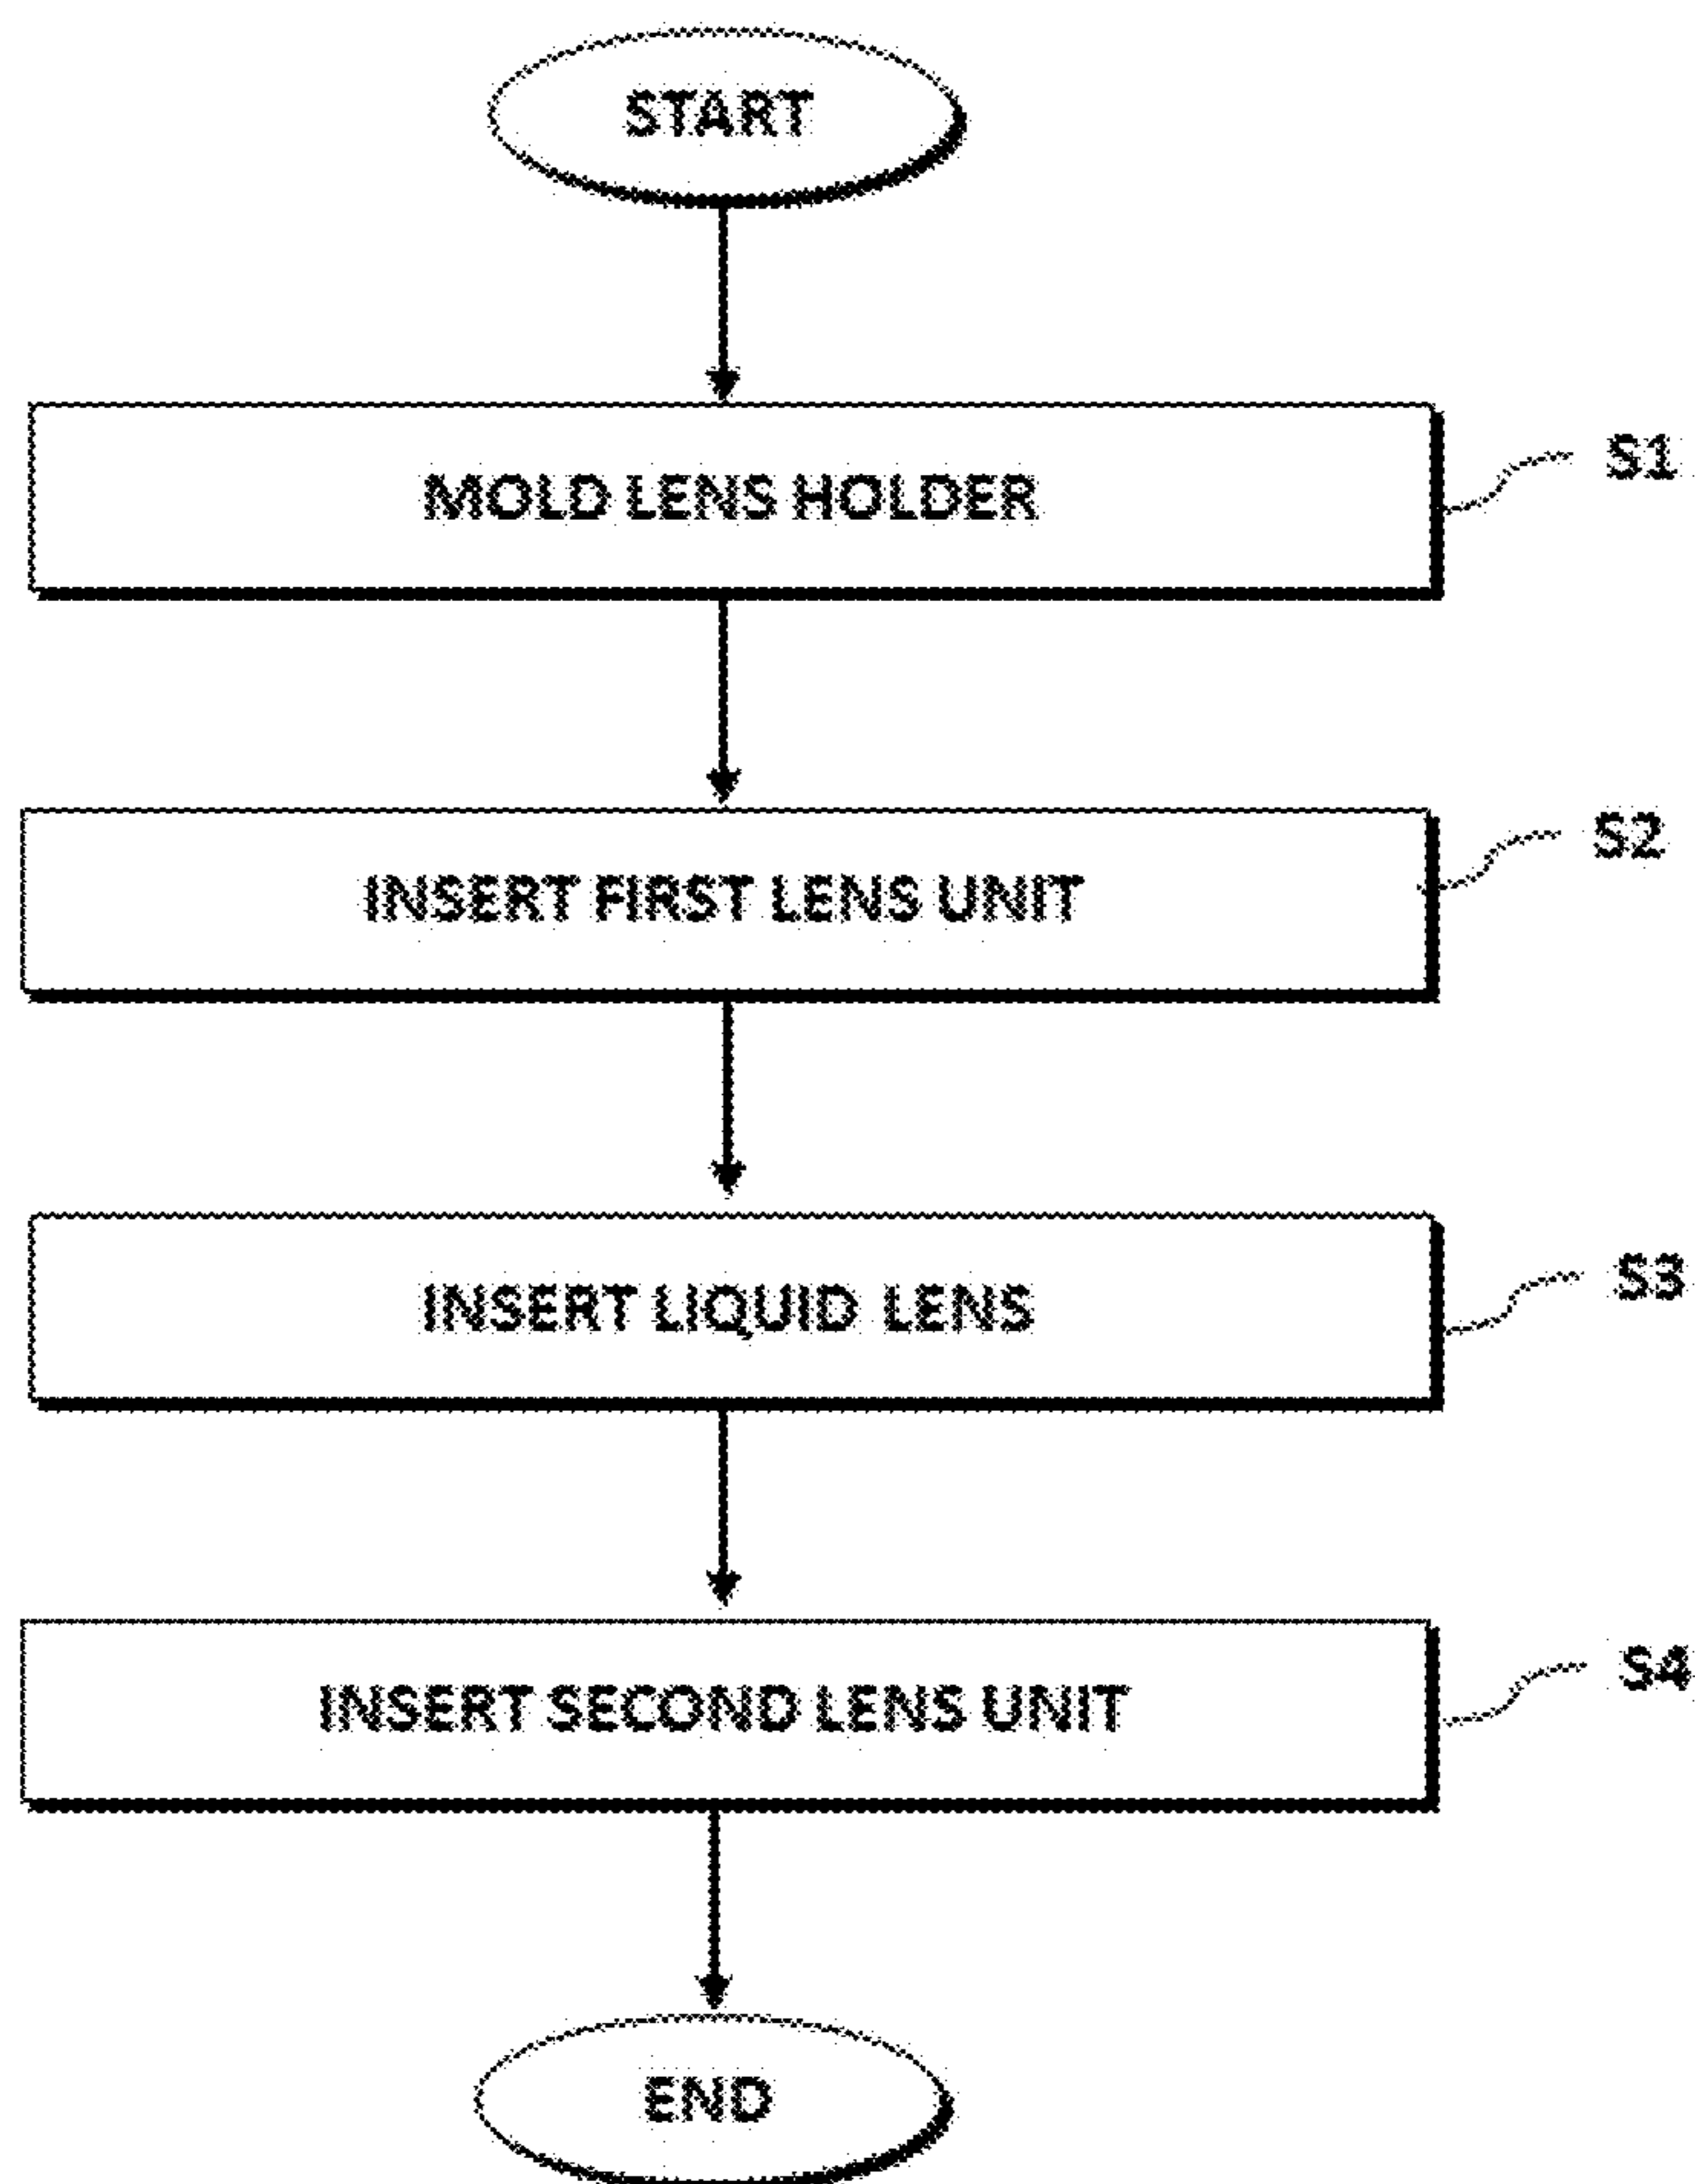 START
MOLD LENS HOLDER
S1
INSERT FIRST LENS UNIT
S2
INSERT LIQUID LENS
S3
INSERT SECOND LENS UNIT
S4
END